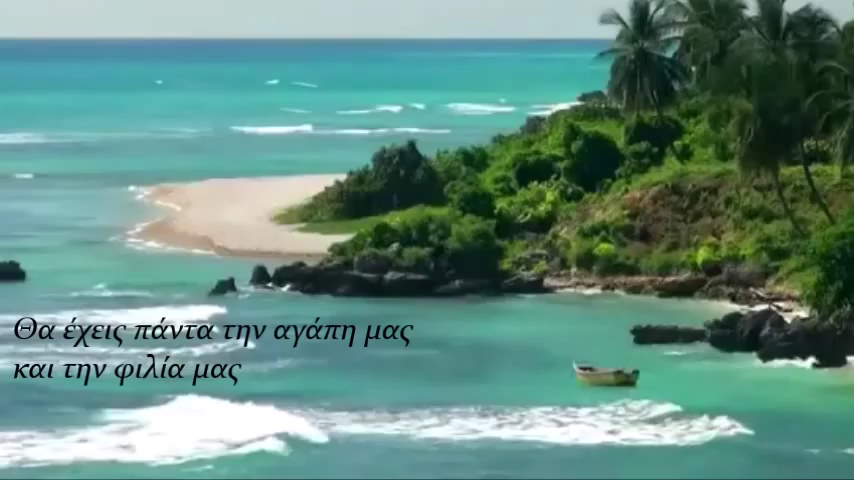 Θα έχεις πάντα την αγάπη μας
και την φιλία μας